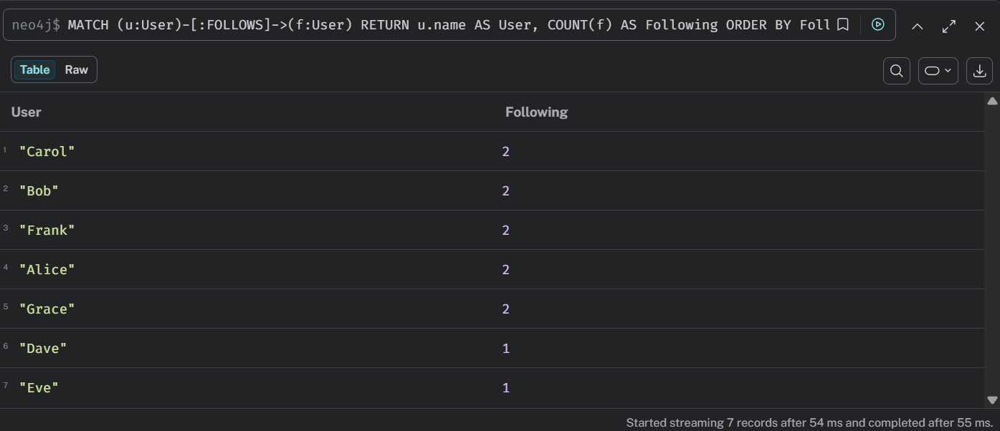 neo4j$ MATCH (u:User)-[:FOLLOWS]->(f:User) RETURN u.name AS User, COUNT(f) AS Following ORDER BY Foll
Table Raw
User Following
1 "Carol" 2
2 "Bob" 2
3 "Frank" 2
4 "Alice" 2
5 "Grace" 2
6 "Dave" 1
7 "Eve" 1
Started streaming 7 records after 54 ms and completed after 55 ms.